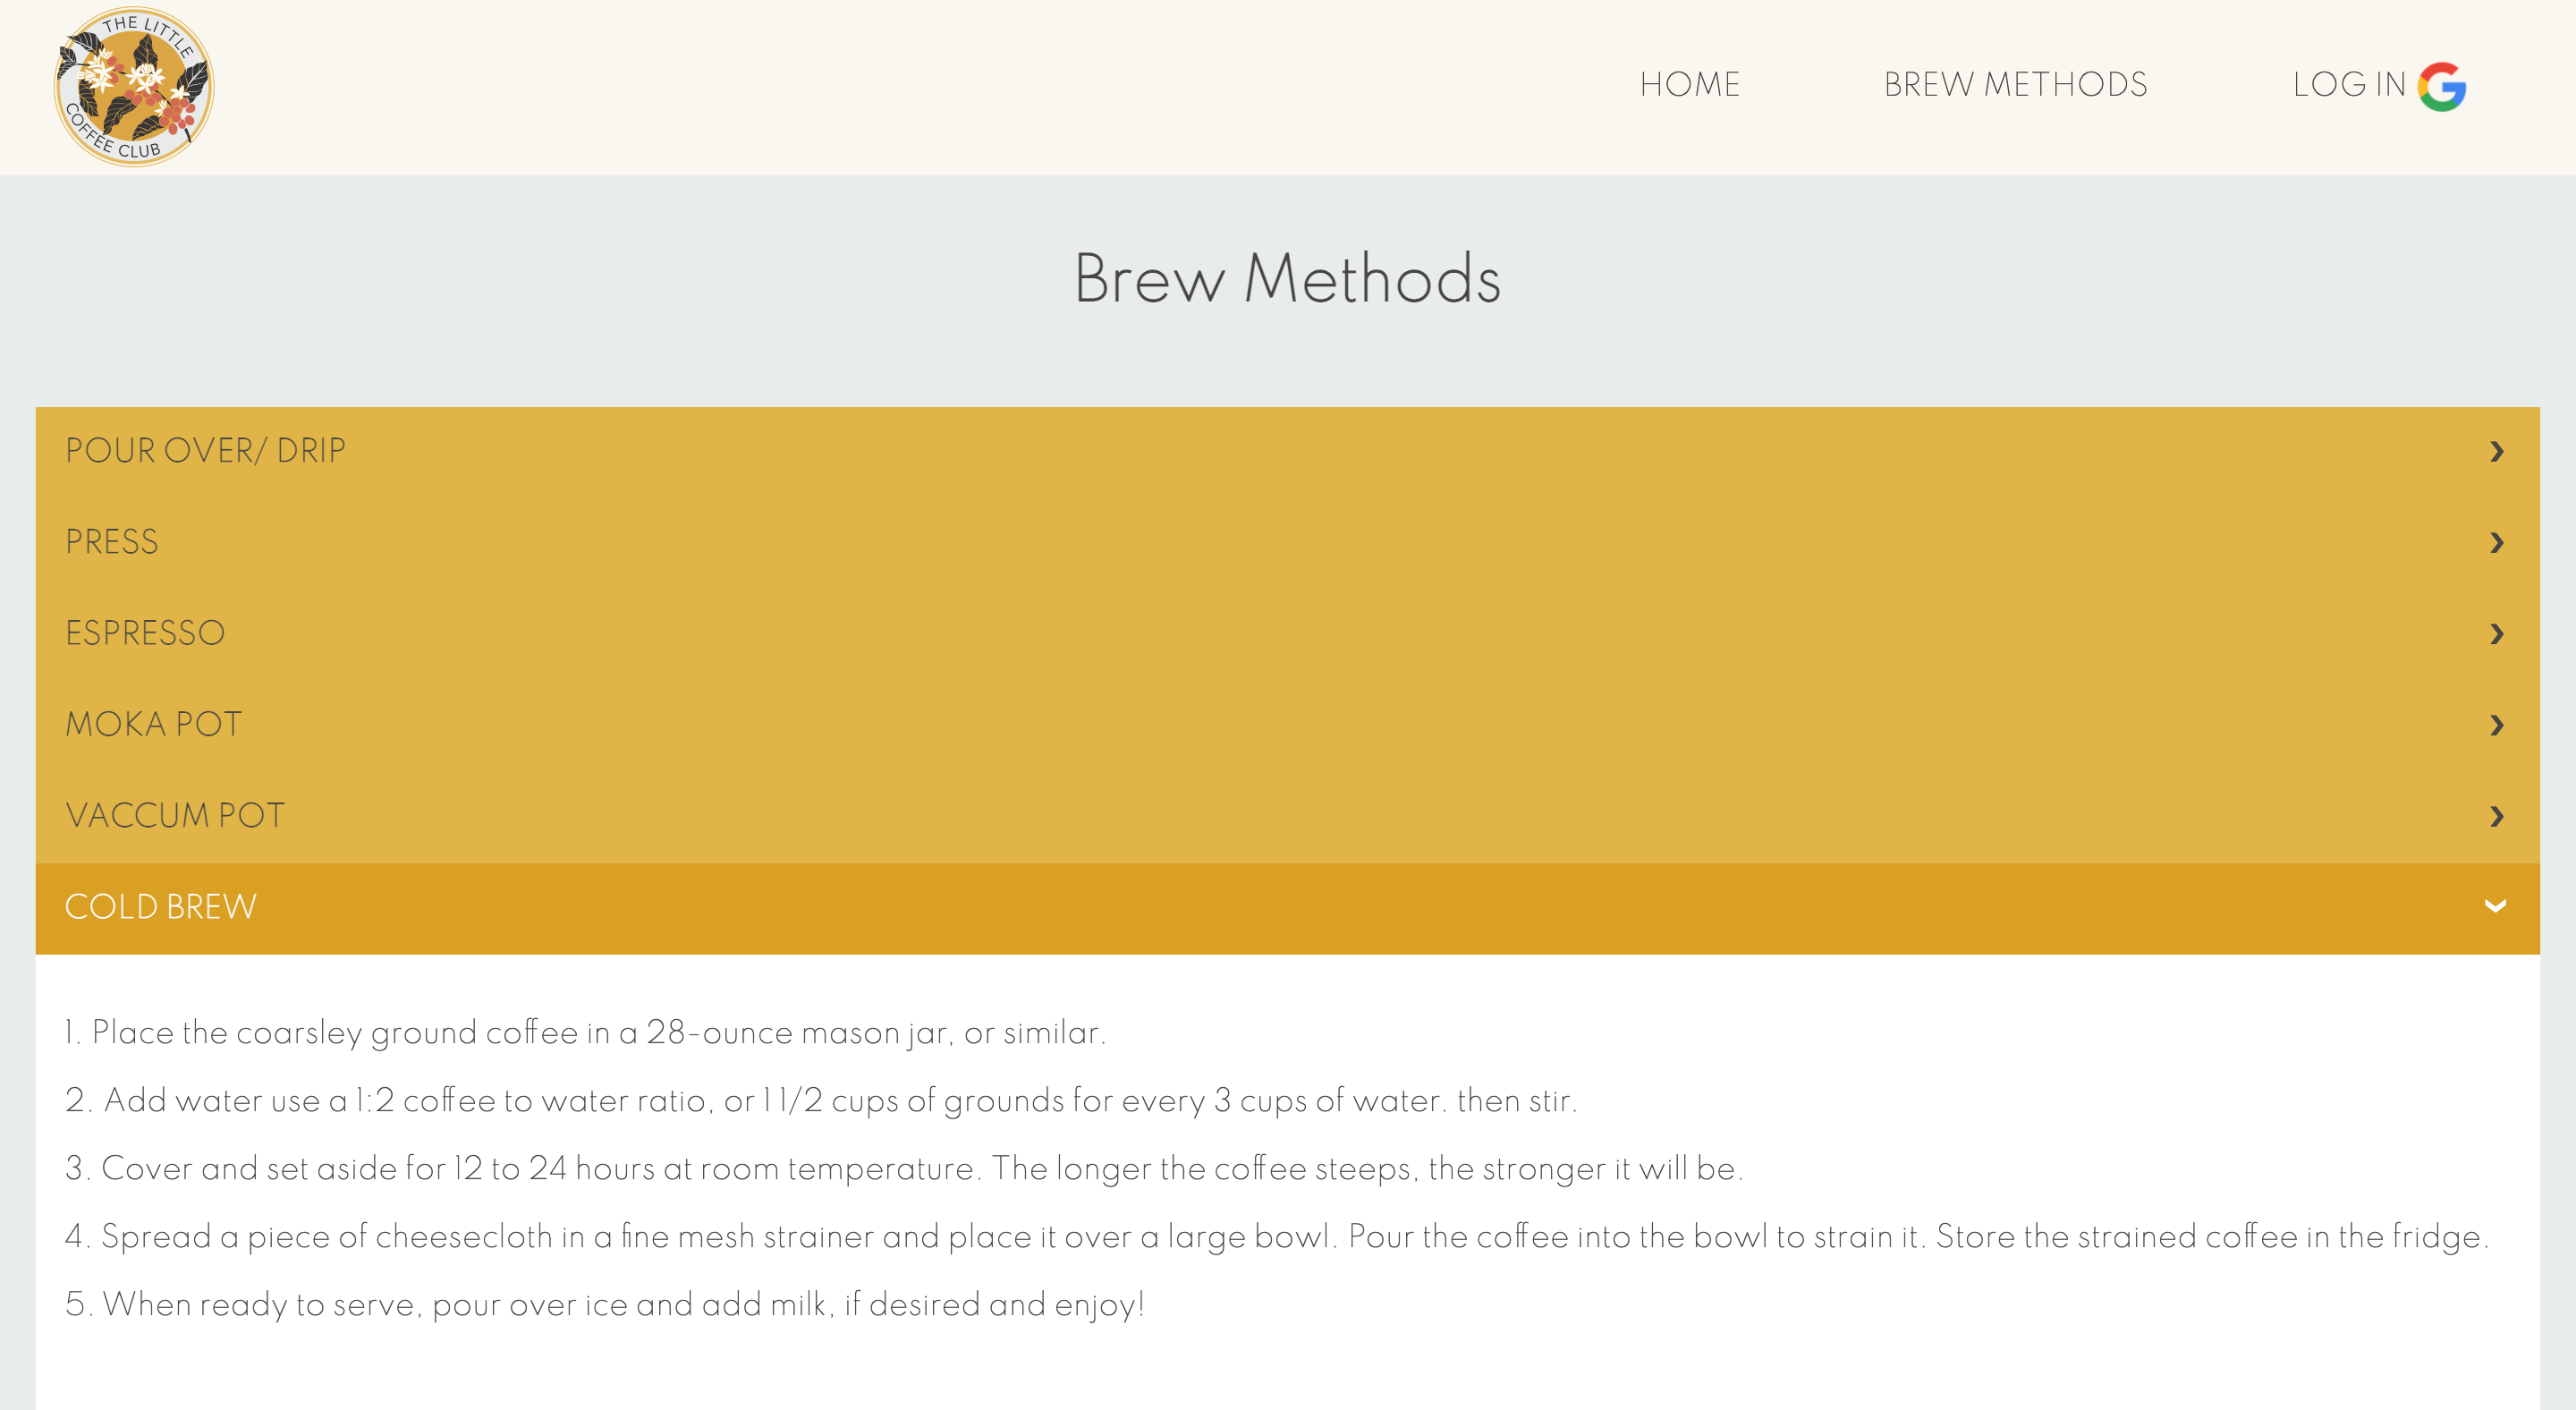 THE LITTLE
COFFEE CLUB
HOME
BREW METHODS
LOG IN
Brew Methods
POUR OVER/ DRIP
PRESS
ESPRESSO
MOKA POT
VACCUM POT
COLD BREW
1. Place the coarsley ground coffee in a 28-ounce mason jar, or similar.
2. Add water use a 1:2 coffee to water ratio, or 1 1/2 cups of grounds for every 3 cups of water. then stir.
3. Cover and set aside for 12 to 24 hours at room temperature. The longer the coffee steeps, the stronger it will be.
4. Spread a piece of cheesecloth in a fine mesh strainer and place it over a large bowl. Pour the coffee into the bowl to strain it. Store the strained coffee in the fridge.
5. When ready to serve, pour over ice and add milk, if desired and enjoy!